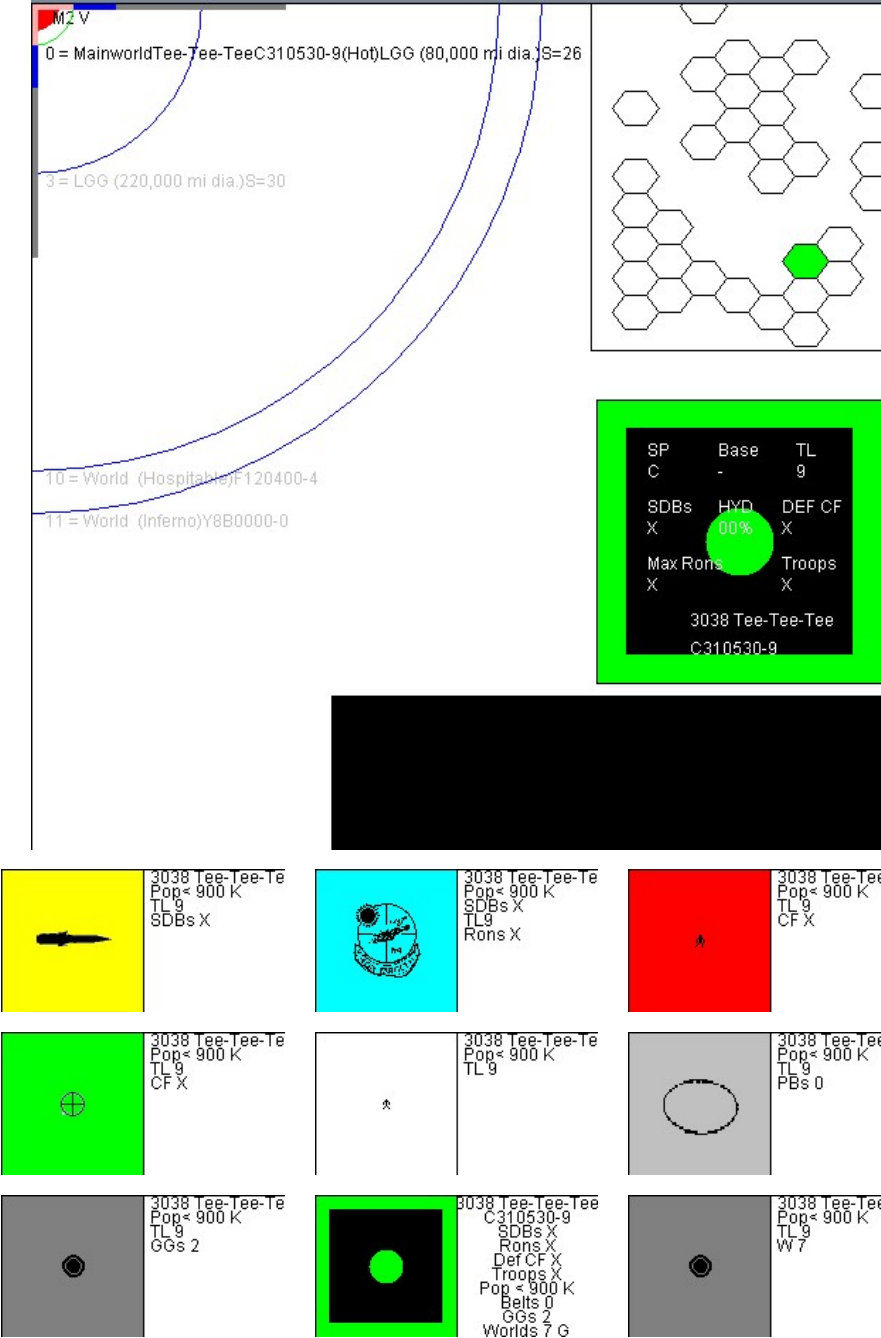 M2 V
0 = MainworldTee-Tee-TeeC310530-9(Hot)LGG (80,000 mi dia.)S=26
3 = LGG (220,000 mi dia.)S=30
10 = World (Hospitable)F120400-4
11 = World (Inferno)Y8B0000-0
SP Base TL
C - 9
SDBs HYD DEF CF
X 00% X
Max Rons Troops
X X
3038 Tee-Tee-Tee
C310530-9
3038 Tee-Tee-Te
Pop< 900 K
TL 9
SDBs X
3038 Tee-Tee-Te
Pop< 900 K
SDBs X
TL9
Rons X
3038 Tee-Tee
Pop< 900 K
TL 9
CF X
3038 Tee-Tee-Te
Pop< 900 K
TL 9
CF X
3038 Tee-Tee-Te
Pop< 900 K
TL 9
3038 Tee-Tee
Pop< 900 K
TL 9
PBs 0
3038 Tee-Tee-Te
Pop< 900 K
TL 9
GGs 2
3038 Tee-Tee-Tee
C310530-9
SDBs X
Rons X
Def CF X
Troops X
Pop < 900 K
Belts 0
GGs 2
Worlds 7 G
3038 Tee-Tee
Pop< 900 K
TL 9
W 7